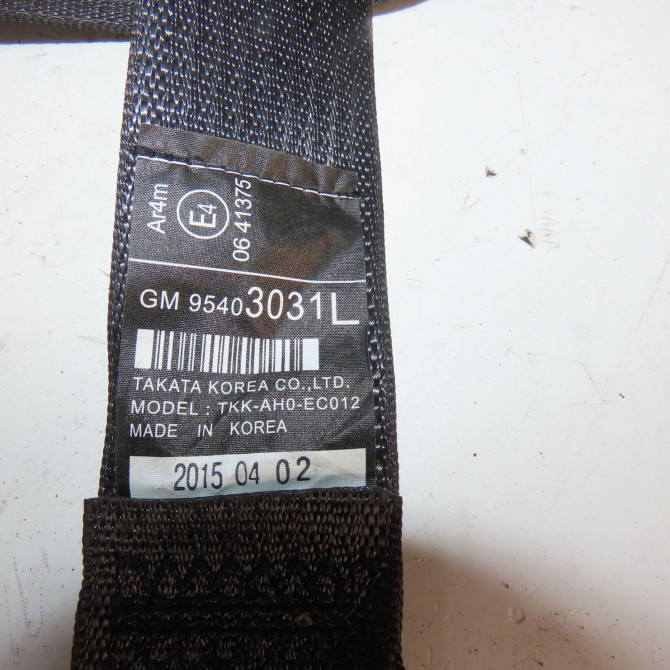 Ar4m E4 06 41375
GM 95403031L
TAKATA KOREA CO.,LTD.
MODEL : TKK-AH0-EC012
MADE IN KOREA
2015 04 02